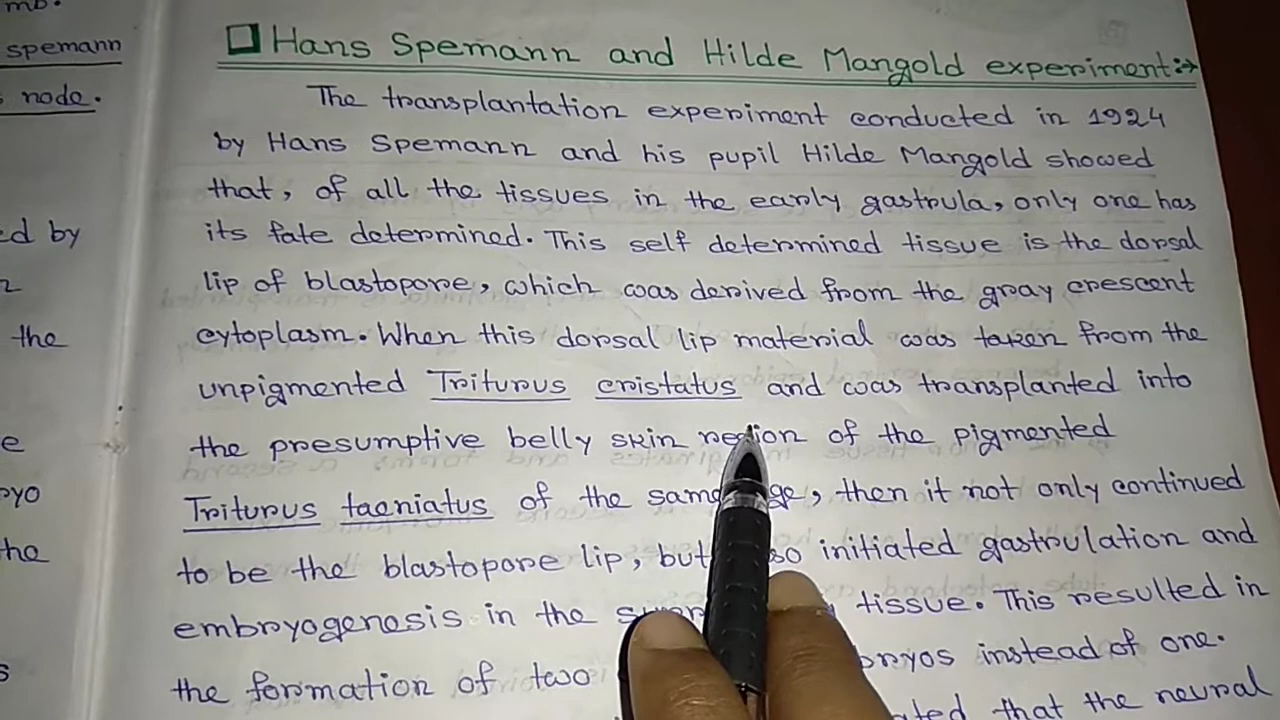 mb.
spemann
node.
ed by
the
e
the
s
Hans Spemann and Hilde Mangold experiment:→
The transplantation experiment conducted in 1924
by Hans Spemann and his pupil Hilde Mangold showed
that, of all the tissues in the early gastrula, only one has
its fate determined. This self determined tissue is the dorsal
lip of blastopore, which was derived from the gray crescent
cytoplasm. When this dorsal lip material was taken from the
unpigmented Triturus cristatus and was transplanted into
the presumptive belly skin region of the pigmented
Triturus taeniatus of the same age, then it not only continued
to be the blastopore lip, but also initiated gastrulation and
embryogenesis in the tissue. This resulted in
the formation of two embryos instead of one.
that the neural